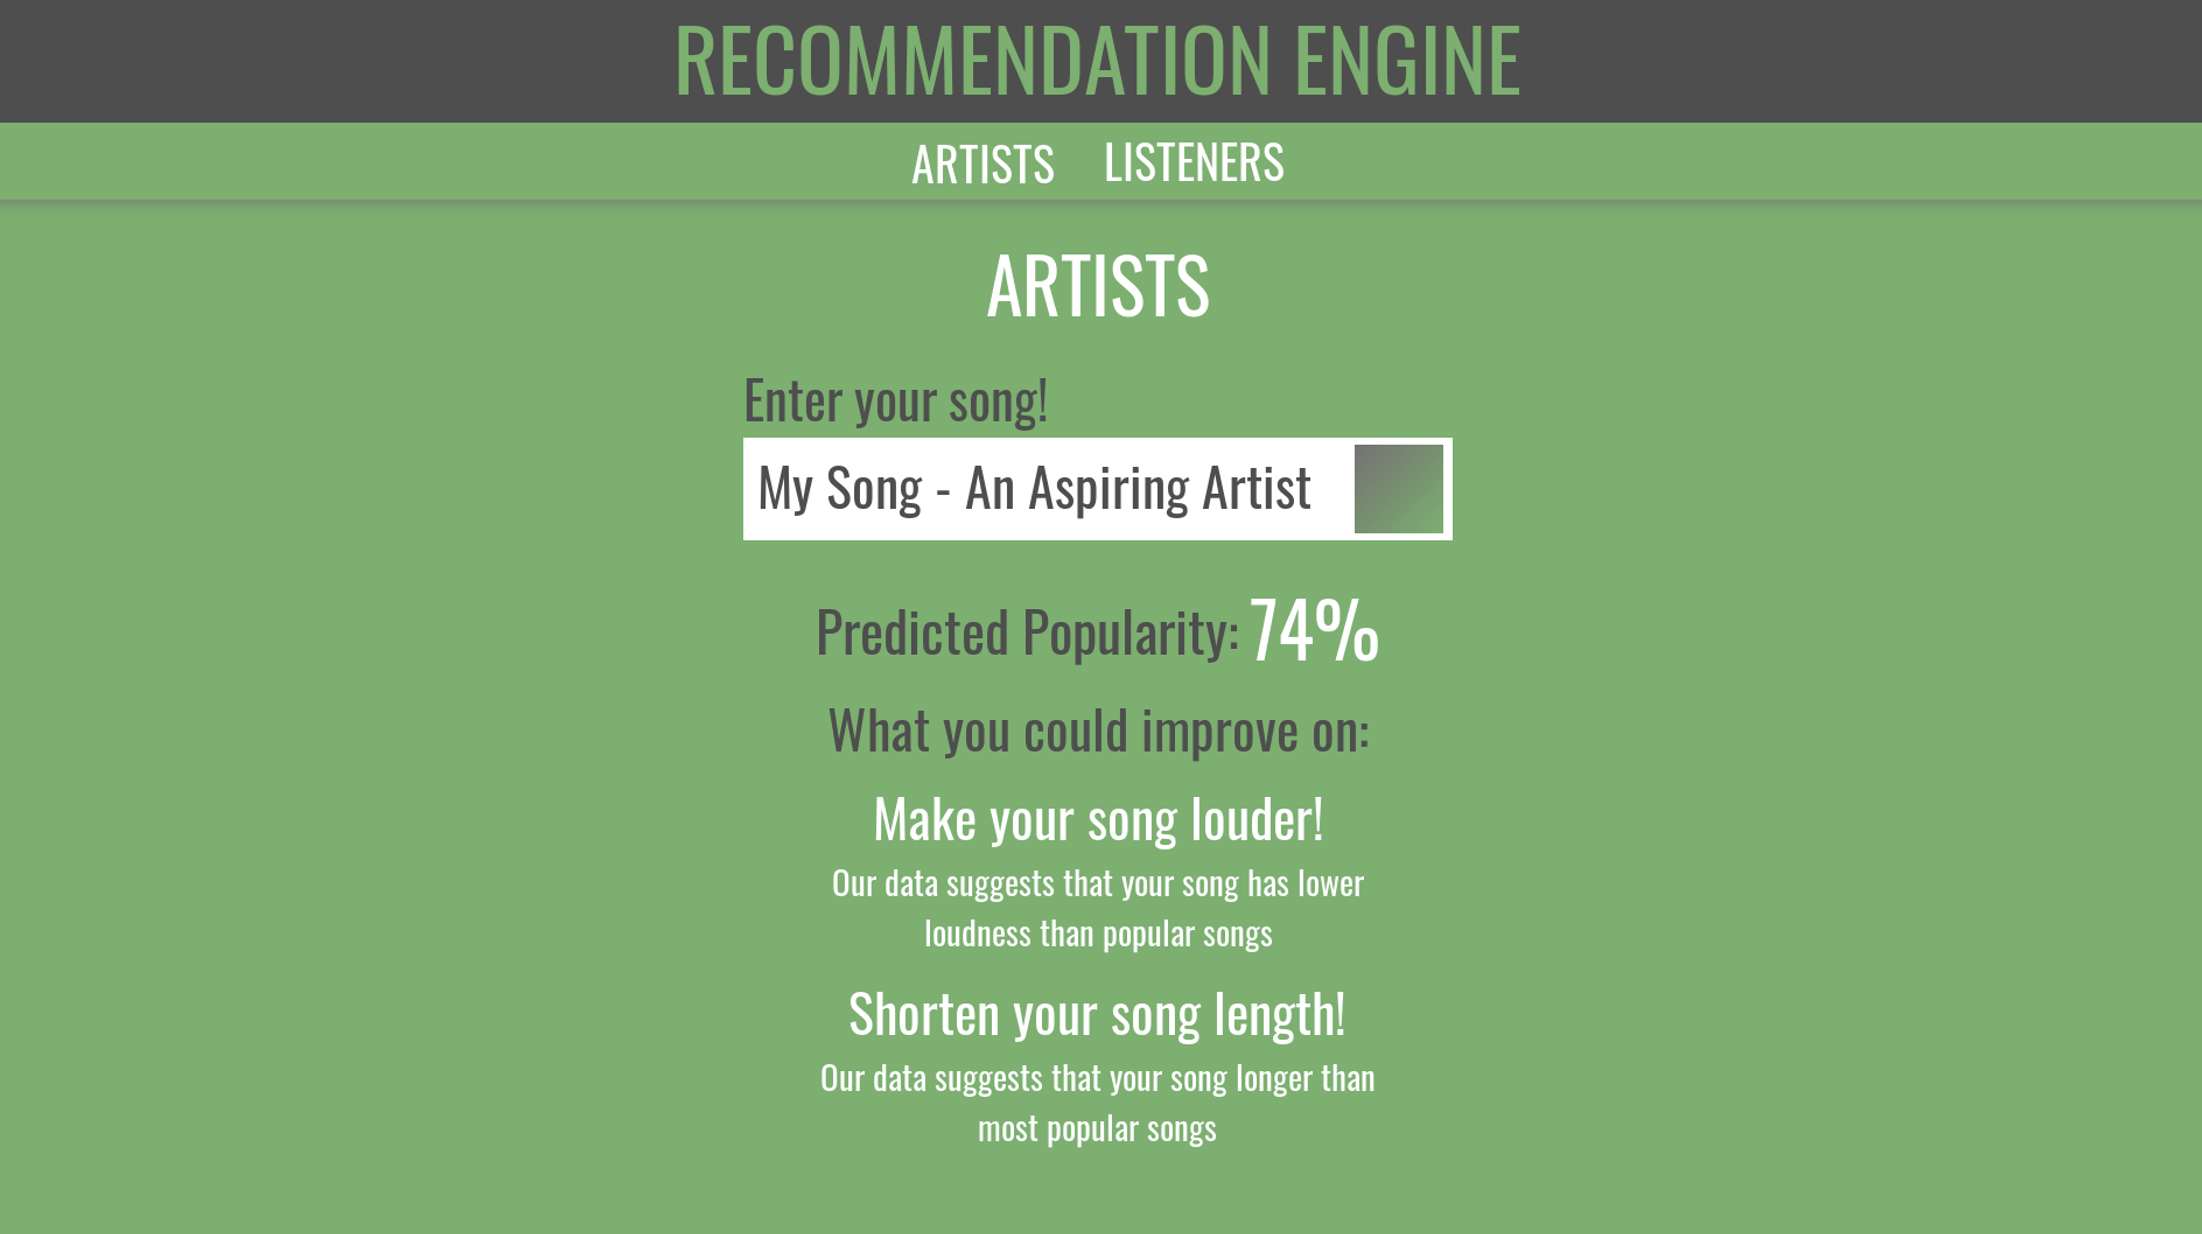 RECOMMENDATION ENGINE
ARTISTS LISTENERS
ARTISTS
Enter your song!
My Song - An Aspiring Artist
Predicted Popularity: 74%
What you could improve on:
Make your song louder!
Our data suggests that your song has lower
loudness than popular songs
Shorten your song length!
Our data suggests that your song longer than
most popular songs